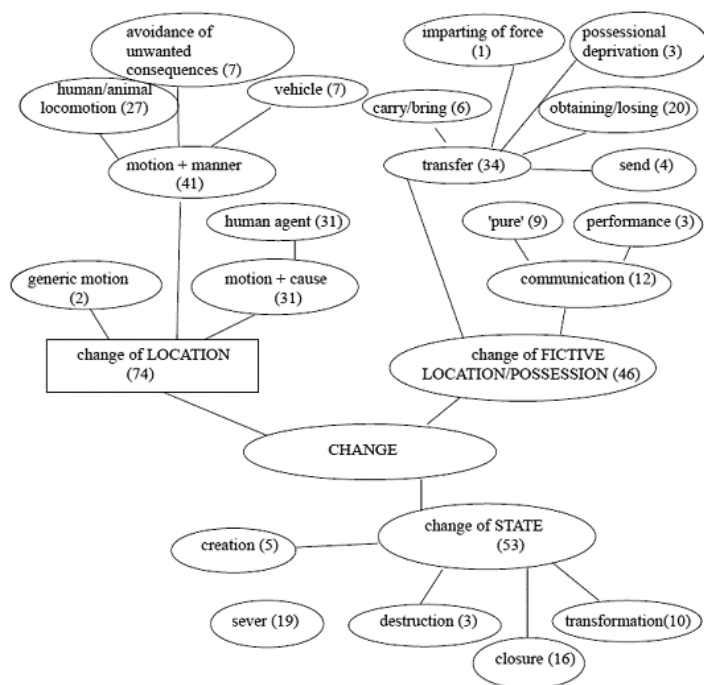 avoidance of
unwanted
consequences (7)
imparting of force
(1)
possessional
deprivation (3)
human/animal
locomotion (27)
vehicle (7)
carry/bring (6)
obtaining/losing
(20)
motion + manner
(41)
transfer (34)
send (4)
human agent (31)
'pure' (9)
performance (3)
generic motion
(2)
motion + cause
(31)
communication (12)
change of LOCATION
(74)
change of FICTIVE
LOCATION/POSSESSION (46)
CHANGE
change of STATE
(53)
creation (5)
sever (19)
destruction (3)
transformation(10)
closure (16)